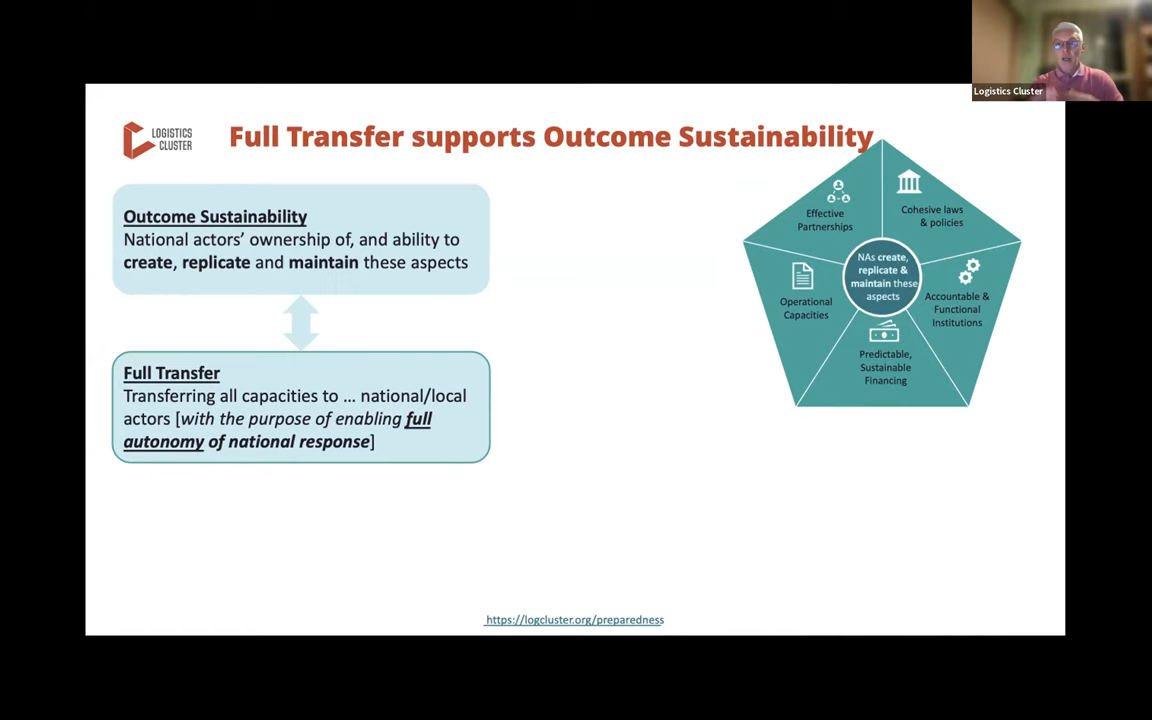 Logistics Cluster
LOGISTICS
CLUSTER
Full Transfer supports Outcome Sustainability
Outcome Sustainability
National actors’ ownership of, and ability to
create, replicate and maintain these aspects
Full Transfer
Transferring all capacities to ... national/local
actors [with the purpose of enabling full
autonomy of national response]
Effective
Partnerships
Cohesive laws
& policies
NAs create,
replicate &
maintain these
aspects
Operational
Capacities
Accountable &
Functional
Institutions
Predictable,
Sustainable
Financing
https://logcluster.org/preparedness